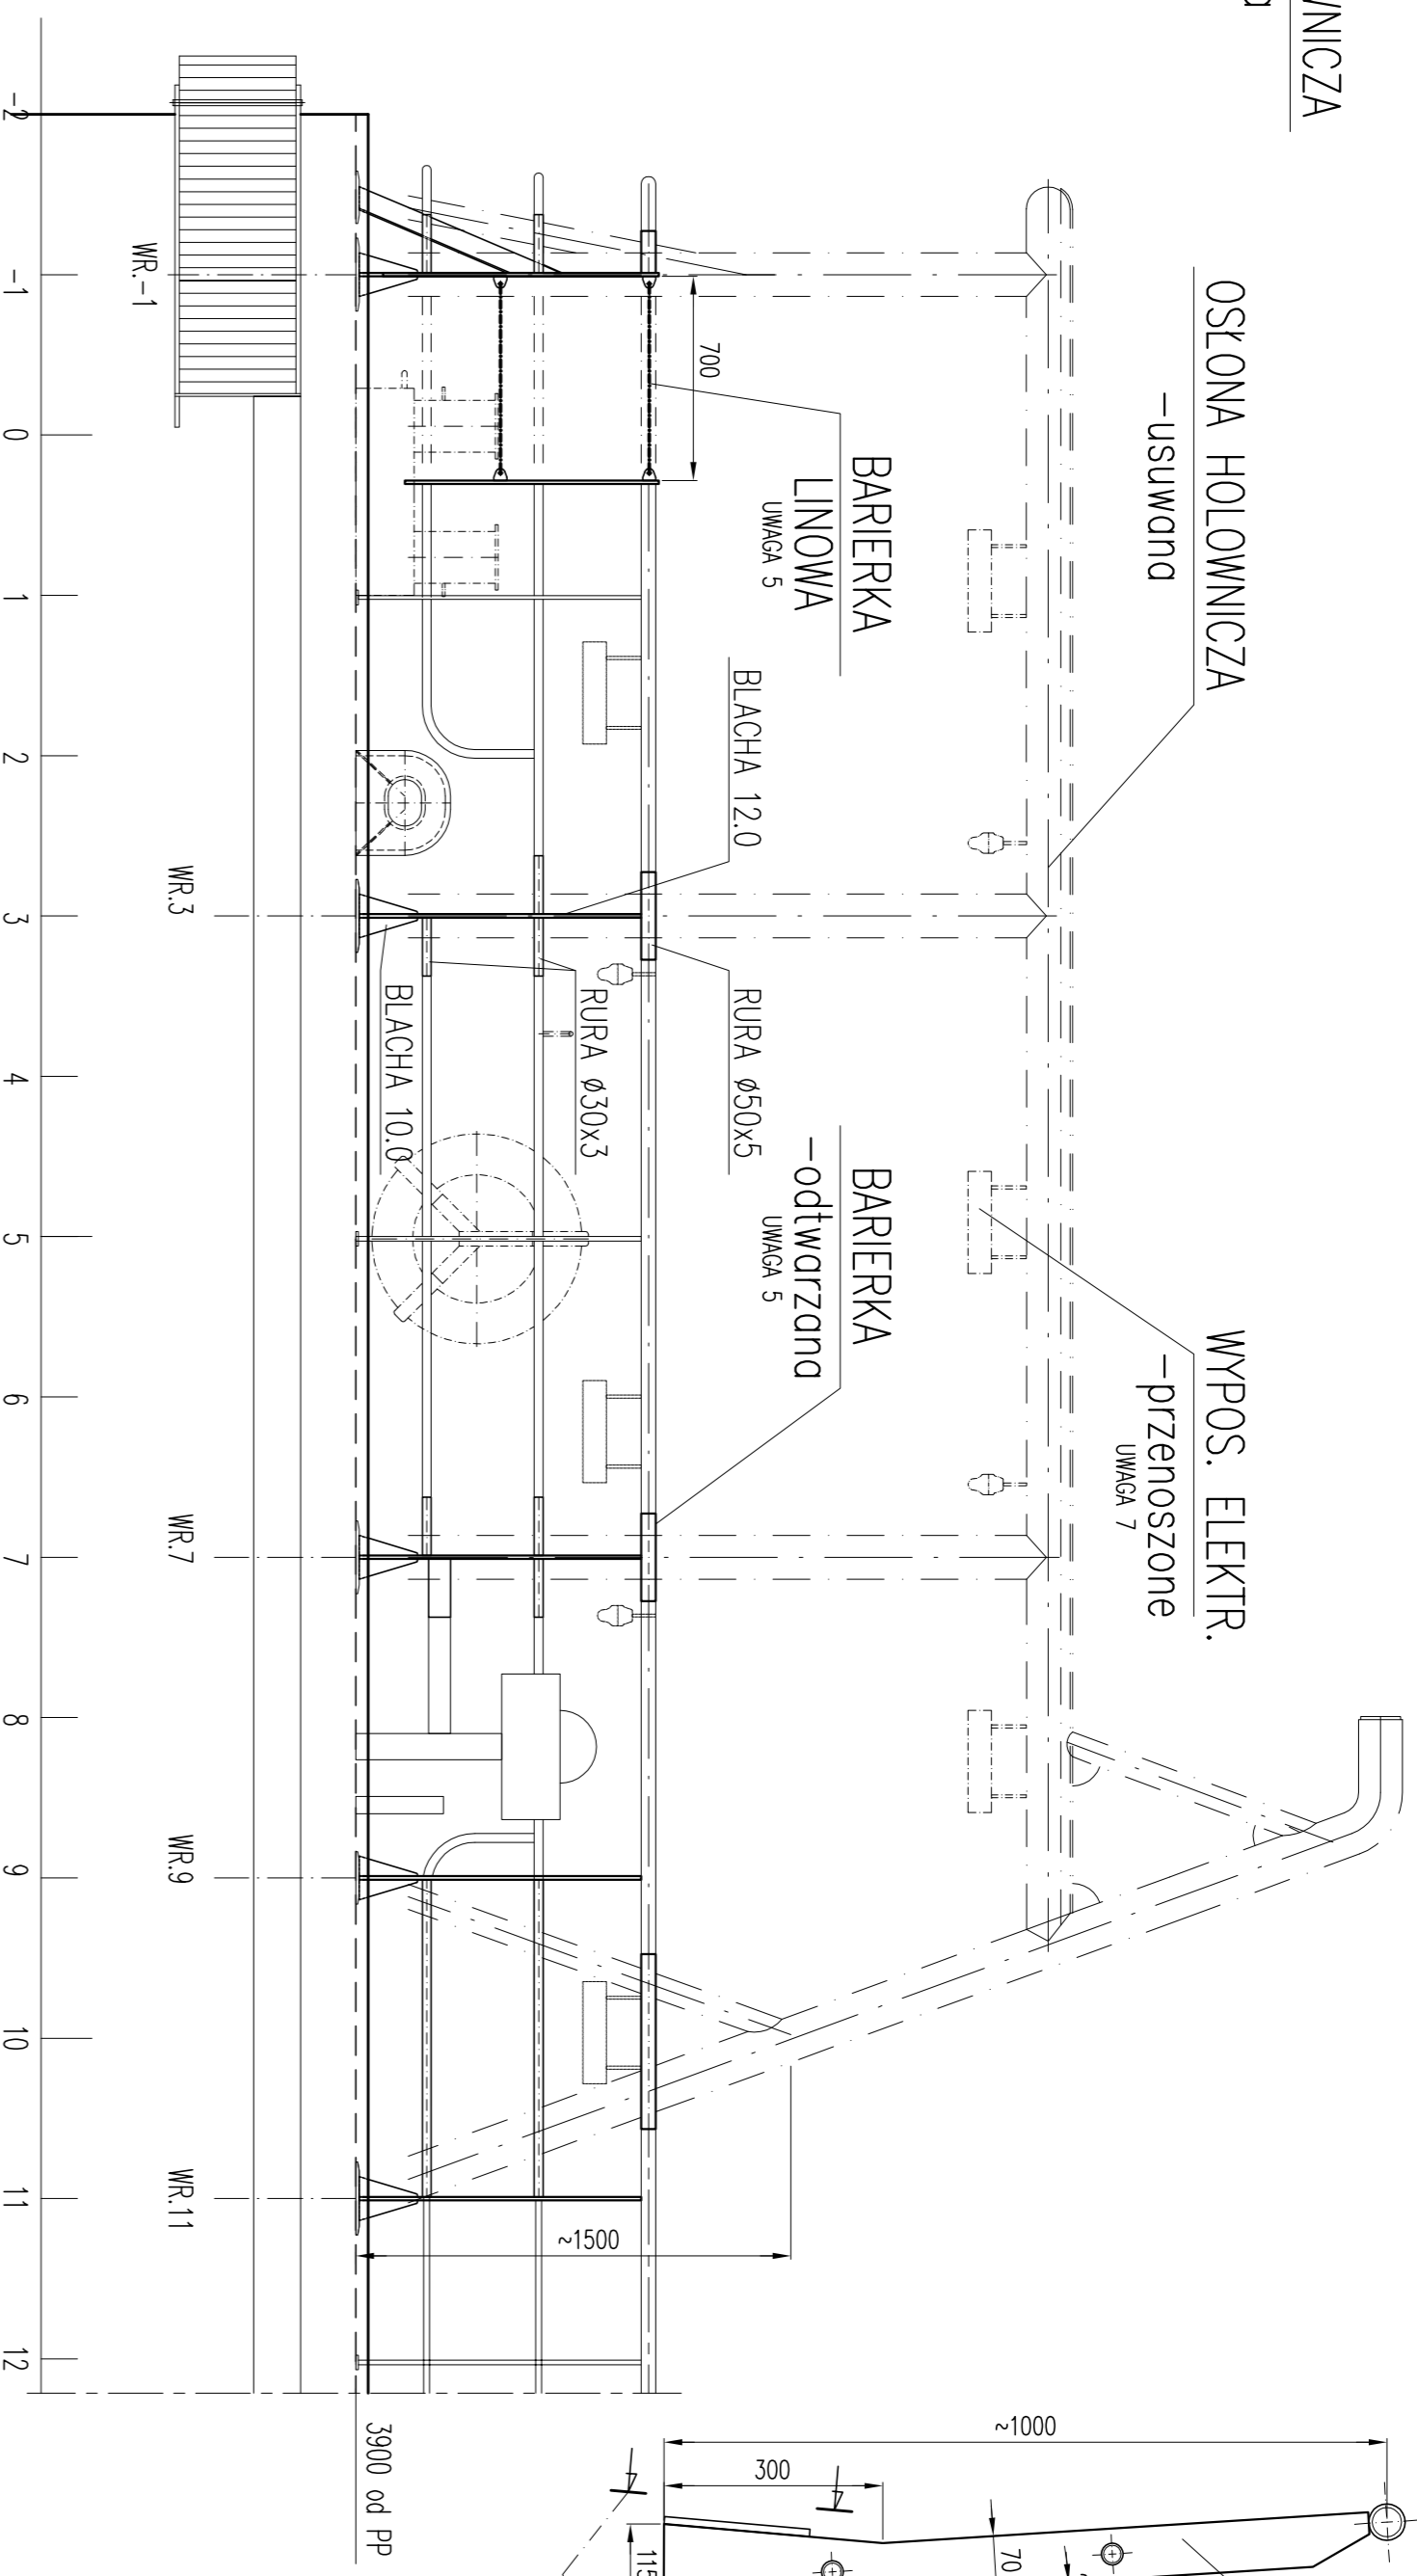 WNICZA
a
OSŁONA HOLOWNICZA
-usuwana
WYPOS. ELEKTR.
-przenoszone
UWAGA 7
BARIERKA
LINOWA
UWAGA 5
BARIERKA
-odtwarzana
UWAGA 5
700
BLACHA 12.0
RURA Ø50x5
RURA Ø30x3
BLACHA 10.0
~1500
3900 od PP
WR.-1
WR.3
WR.7
WR.9
WR.11
-2 -1 0 1 2 3 4 5 6 7 8 9 10 11 12
~1000
300
70
115